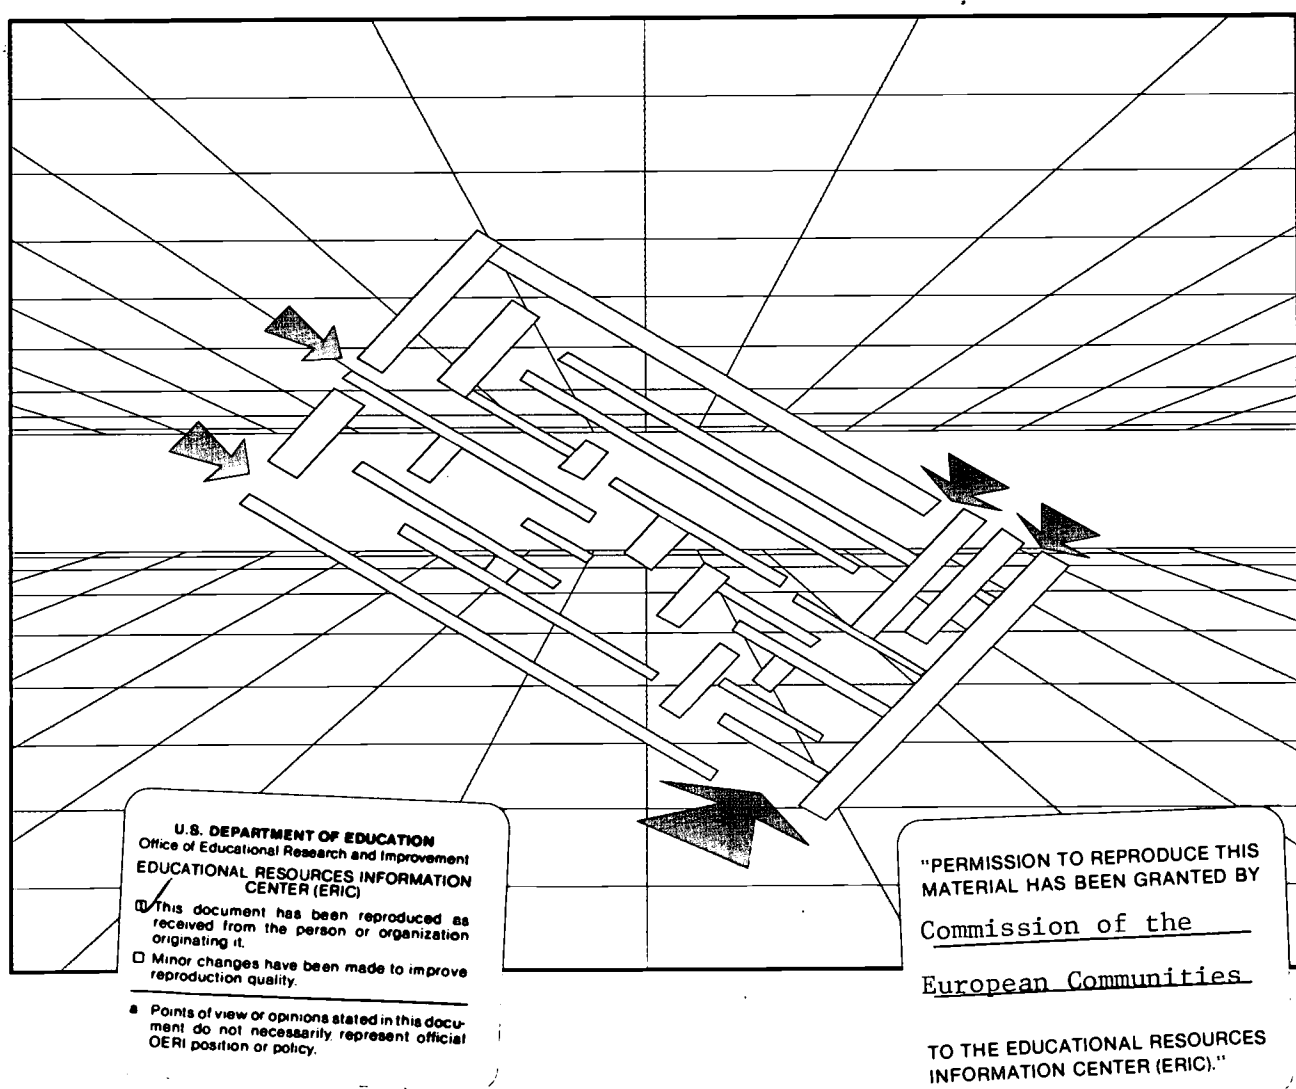 U.S. DEPARTMENT OF EDUCATION
Office of Educational Research and Improvement
EDUCATIONAL RESOURCES INFORMATION
CENTER (ERIC)
This document has been reproduced as
received from the person or organization
originating it.
Minor changes have been made to improve
reproduction quality.
Points of view or opinions stated in this docu-
ment do not necessarily represent official
OERI position or policy.
"PERMISSION TO REPRODUCE THIS
MATERIAL HAS BEEN GRANTED BY
Commission of the
European Communities
TO THE EDUCATIONAL RESOURCES
INFORMATION CENTER (ERIC)."